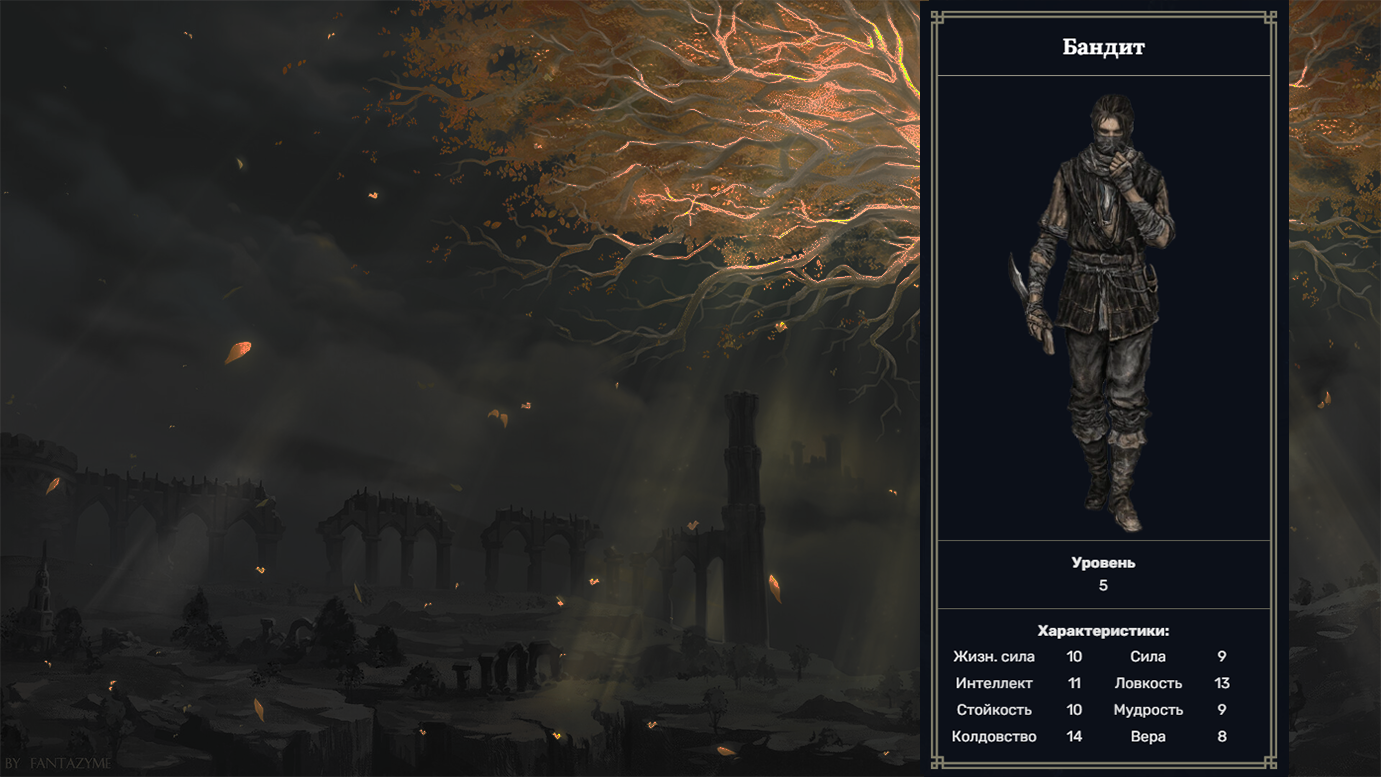 Бандит
Уровень
5
Характеристики:
Жизн. сила 10 Сила 9
Интеллект 11 Ловкость 13
Стойкость 10 Мудрость 9
Колдовство 14 Вера 8
BY FANTAZYME